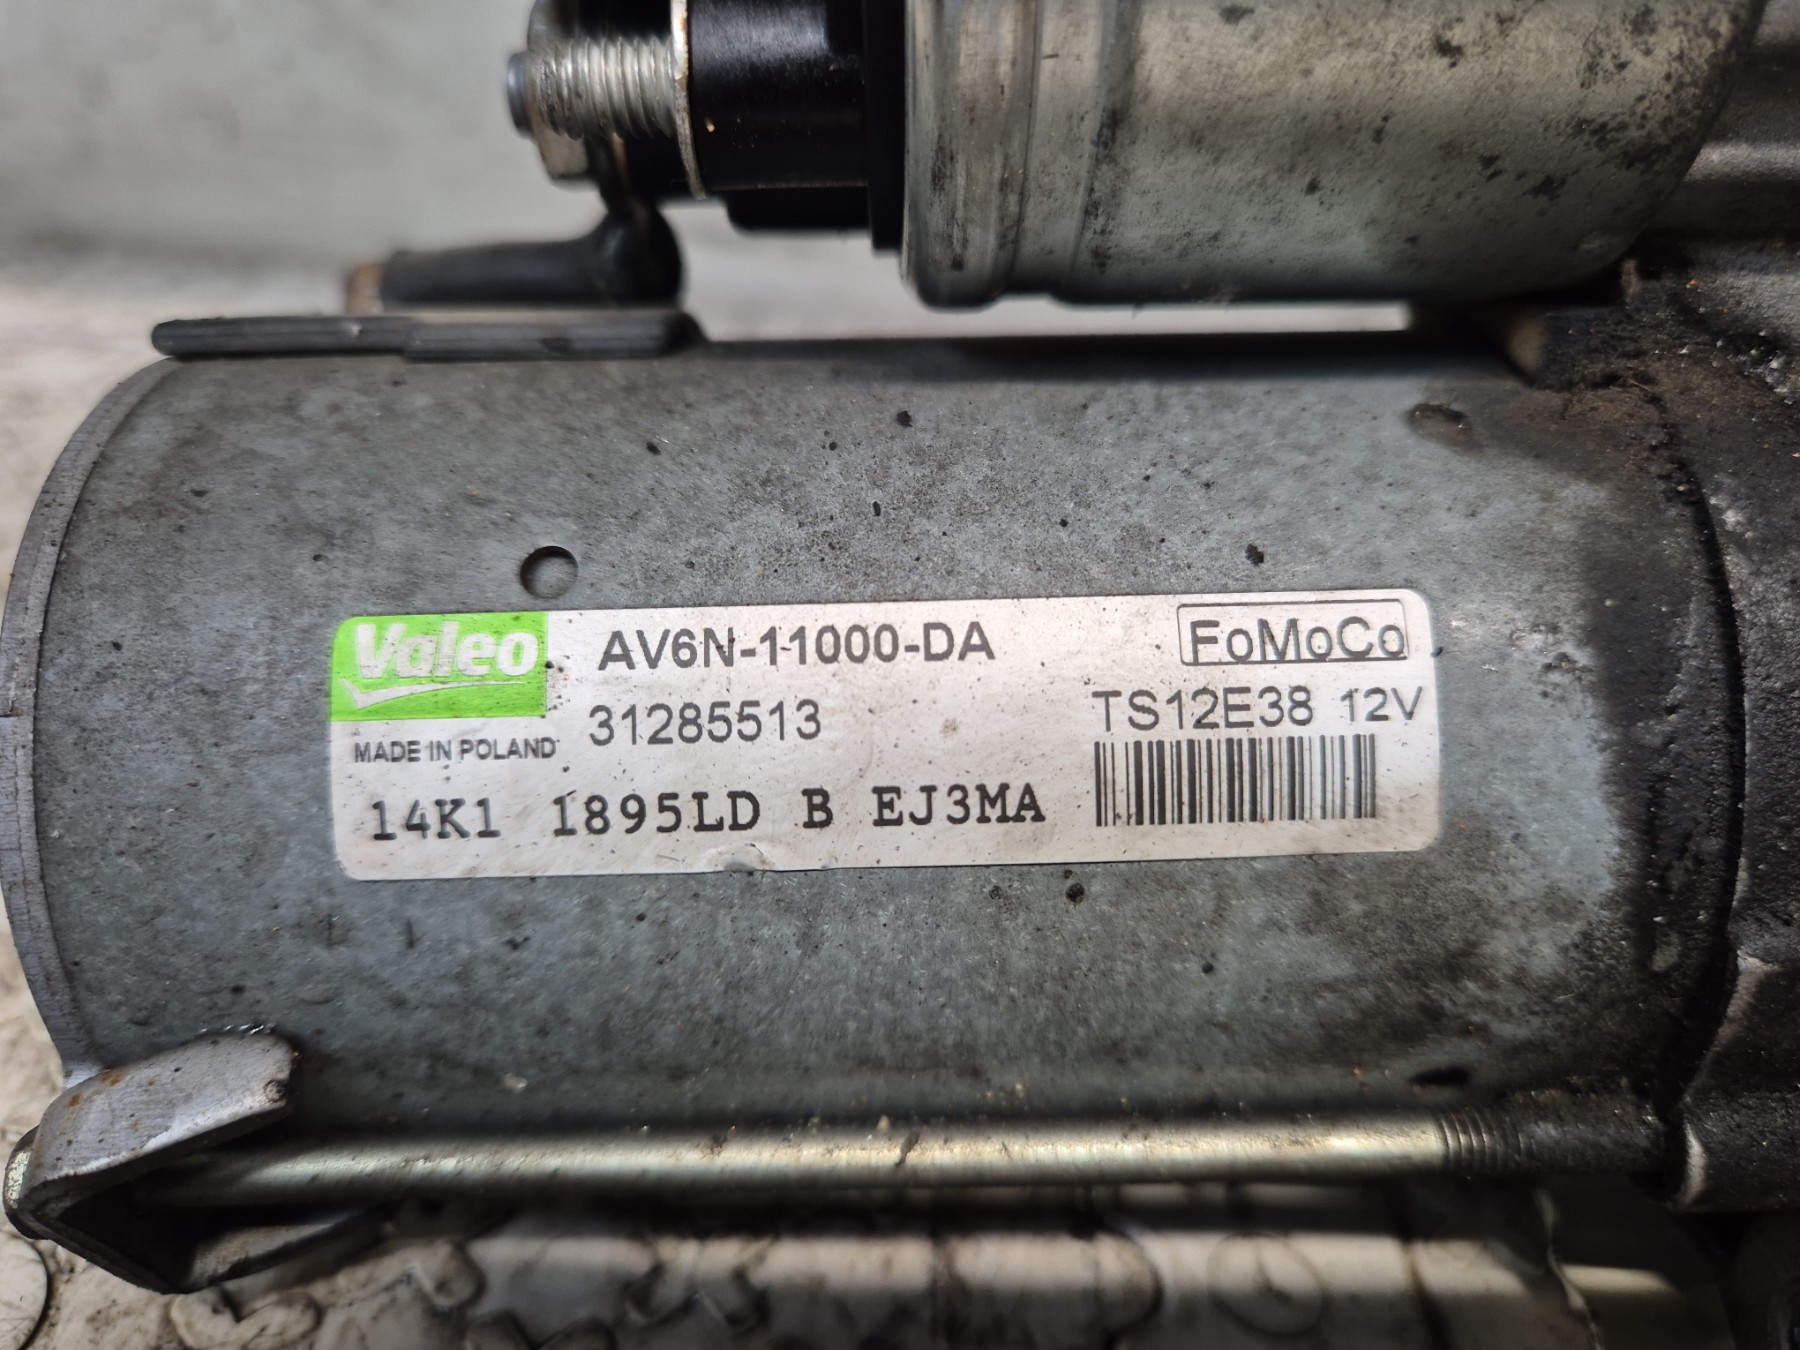 Valeo AV6N-11000-DA FoMoCo
31285513 TS12E38 12V
MADE IN POLAND
14K1 1895LD B EJ3MA